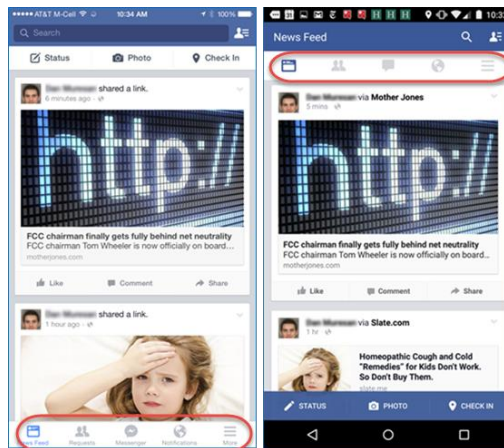 AT&T M-Cell
10:34 AM
100%
Search
Status
Photo
Check In
shared a link.
6 minutes ago
http://
FCC chairman finally gets fully behind net neutrality
FCC chairman Tom Wheeler is now officially on board...
motherjones.com
Like
Comment
Share
shared a link.
1 hour ago
News Feed
Requests
Messenger
Notifications
More
10:3
News Feed
via Mother Jones
5 mins
http://
FCC chairman finally gets fully behind net neutrality
FCC chairman Tom Wheeler is now officially on board...
motherjones.com
Like
Comment
Share
via Slate.com
1 hr
Homeopathic Cough and Cold
"Remedies" for Kids Don't Work.
So Don't Buy Them.
slate.me
STATUS
PHOTO
CHECK IN